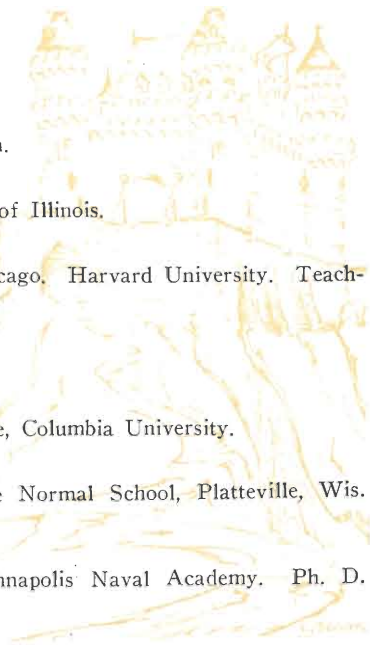 of Illinois.
cago. Harvard University. Teach-
e, Columbia University.
e Normal School, Platteville, Wis.
nnapolis Naval Academy. Ph. D.